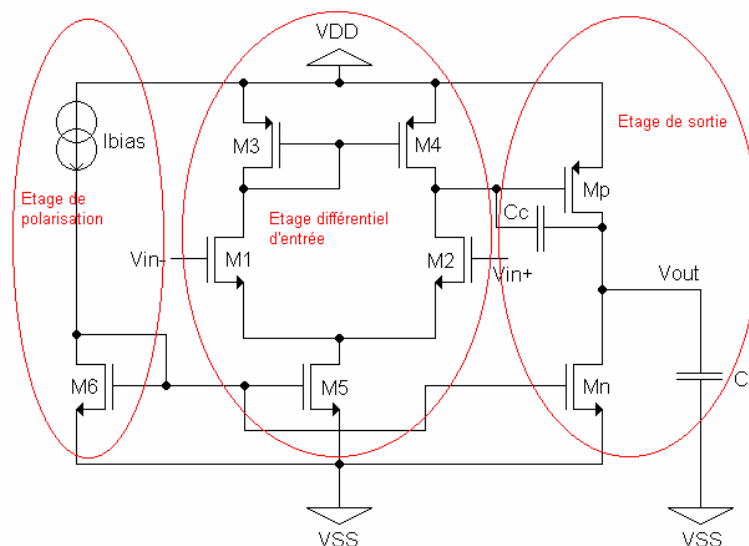 VDD
Ibias
M3
M4
Etage de sortie
Etage de
polarisation
Etage différentiel
d'entrée
Mp
Cc
Vin-
M1
M2
Vin+
Vout
M6
M5
Mn
C
VSS
VSS